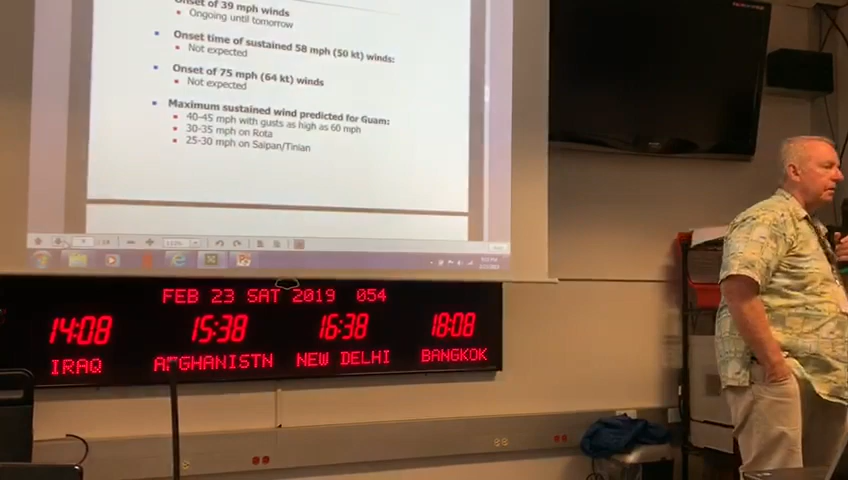 Onset of 39 mph winds
Ongoing until tomorrow
Onset time of sustained 58 mph (50 kt) winds:
Not expected
Onset of 75 mph (64 kt) winds
Not expected
Maximum sustained wind predicted for Guam:
40-45 mph with gusts as high as 60 mph
30-35 mph on Rota
25-30 mph on Saipan/Tinian
FEB 23 SAT 2019 054
14:08 15:38 16:38 18:08
IRAQ AFGHANISTN NEW DELHI BANGKOK